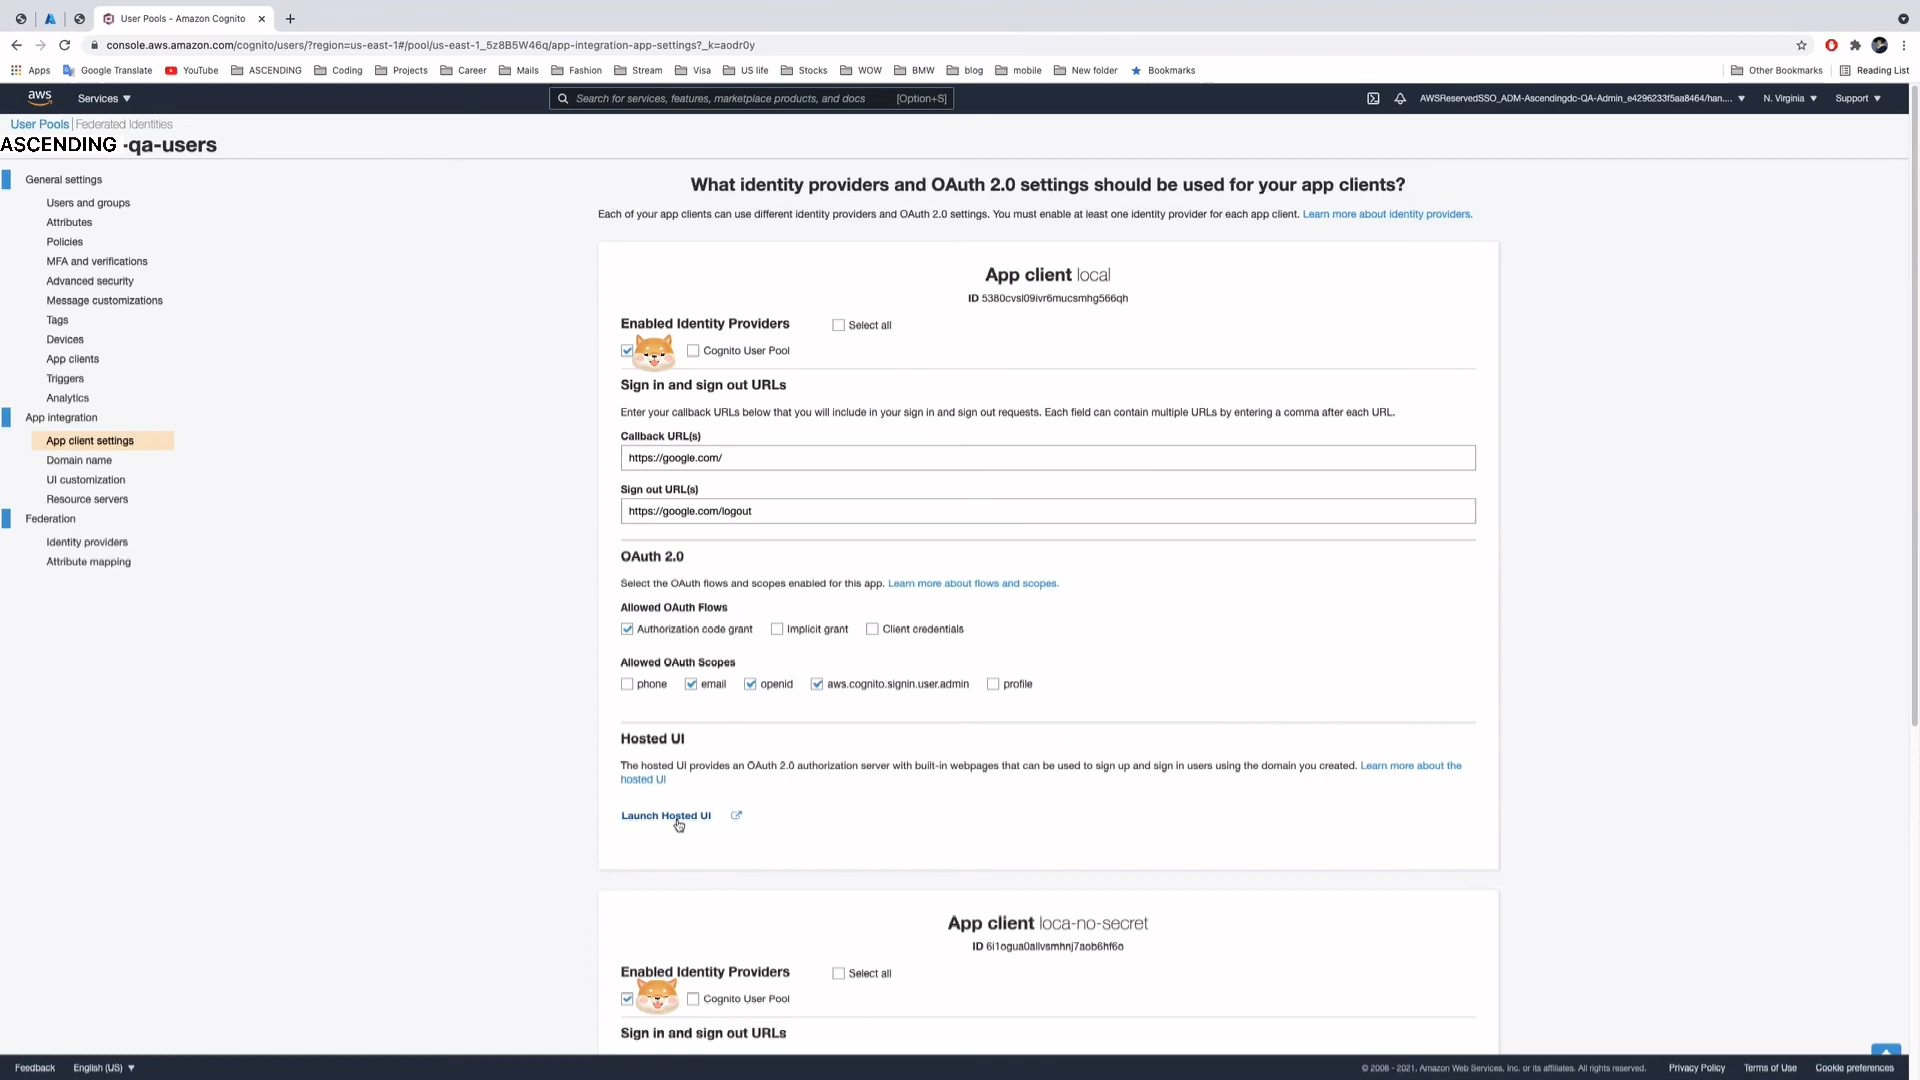 User Pools - Amazon Cognito
console.aws.amazon.com/cognito/users/?region=us-east-1#/pool/us-east-1_5z8B5W46q/app-integration-app-settings?_k=aodr0y
Apps Google Translate YouTube ASCENDING Coding Projects Career Mails Fashion Stream Visa US life Stocks WOW BMW blog mobile New folder Bookmarks Other Bookmarks Reading List
aws Services Search for services, features, marketplace products, and docs [Option+S] AWSReservedSSO_ADM-Ascendingdc-QA-Admin_e4296233f5aa8464/han.... N. Virginia Support
User Pools | Federated Identities
ASCENDING -qa-users
General settings
Users and groups
Attributes
Policies
MFA and verifications
Advanced security
Message customizations
Tags
Devices
App clients
Triggers
Analytics
App integration
App client settings
Domain name
UI customization
Resource servers
Federation
Identity providers
Attribute mapping
What identity providers and OAuth 2.0 settings should be used for your app clients?
Each of your app clients can use different identity providers and OAuth 2.0 settings. You must enable at least one identity provider for each app client. Learn more about identity providers.
App client local
ID 5380cvsl09ivr6mucsmhg566qh
Enabled Identity Providers Select all
Cognito User Pool
Sign in and sign out URLs
Enter your callback URLs below that you will include in your sign in and sign out requests. Each field can contain multiple URLs by entering a comma after each URL.
Callback URL(s)
https://google.com/
Sign out URL(s)
https://google.com/logout
OAuth 2.0
Select the OAuth flows and scopes enabled for this app. Learn more about flows and scopes.
Allowed OAuth Flows
Authorization code grant Implicit grant Client credentials
Allowed OAuth Scopes
phone email openid aws.cognito.signin.user.admin profile
Hosted UI
The hosted UI provides an OAuth 2.0 authorization server with built-in webpages that can be used to sign up and sign in users using the domain you created. Learn more about the
hosted UI
Launch Hosted UI
App client loca-no-secret
ID 6i1ogua0allvsmhnj7aob6hf6o
Enabled Identity Providers Select all
Cognito User Pool
Sign in and sign out URLs
Feedback English (US) © 2008 - 2021, Amazon Web Services, Inc. or its affiliates. All rights reserved. Privacy Policy Terms of Use Cookie preferences